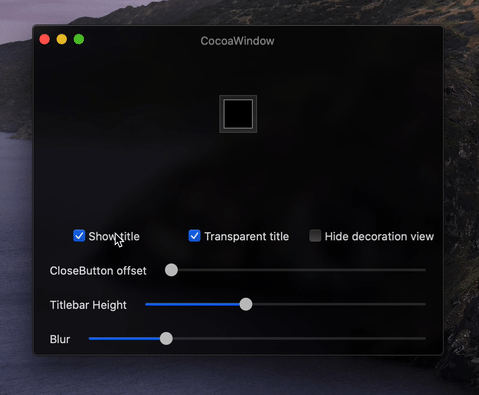 CocoaWindow
Show title Transparent title Hide decoration view
CloseButton offset
Titlebar Height
Blur